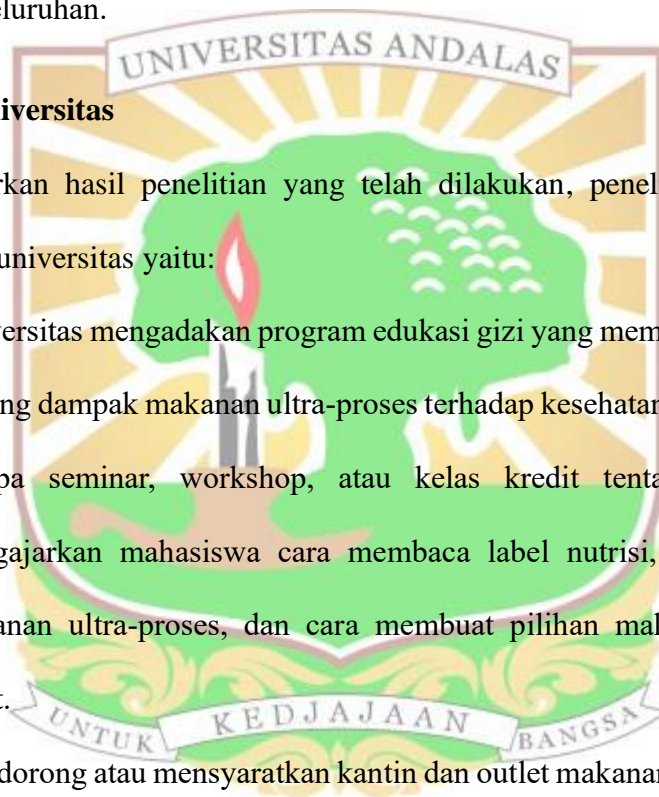 eluruhan.
UNIVERSITAS ANDALAS
iversitas
rkan hasil penelitian yang telah dilakukan, penel
universitas yaitu:
versitas mengadakan program edukasi gizi yang mem
ng dampak makanan ultra-proses terhadap kesehatan
pa seminar, workshop, atau kelas kredit tenta
gajarkan mahasiswa cara membaca label nutrisi,
anan ultra-proses, dan cara membuat pilihan mal
t.
UNTUK KEDJAJAAN BANGSA
dorong atau mensyaratkan kantin dan outlet makanan